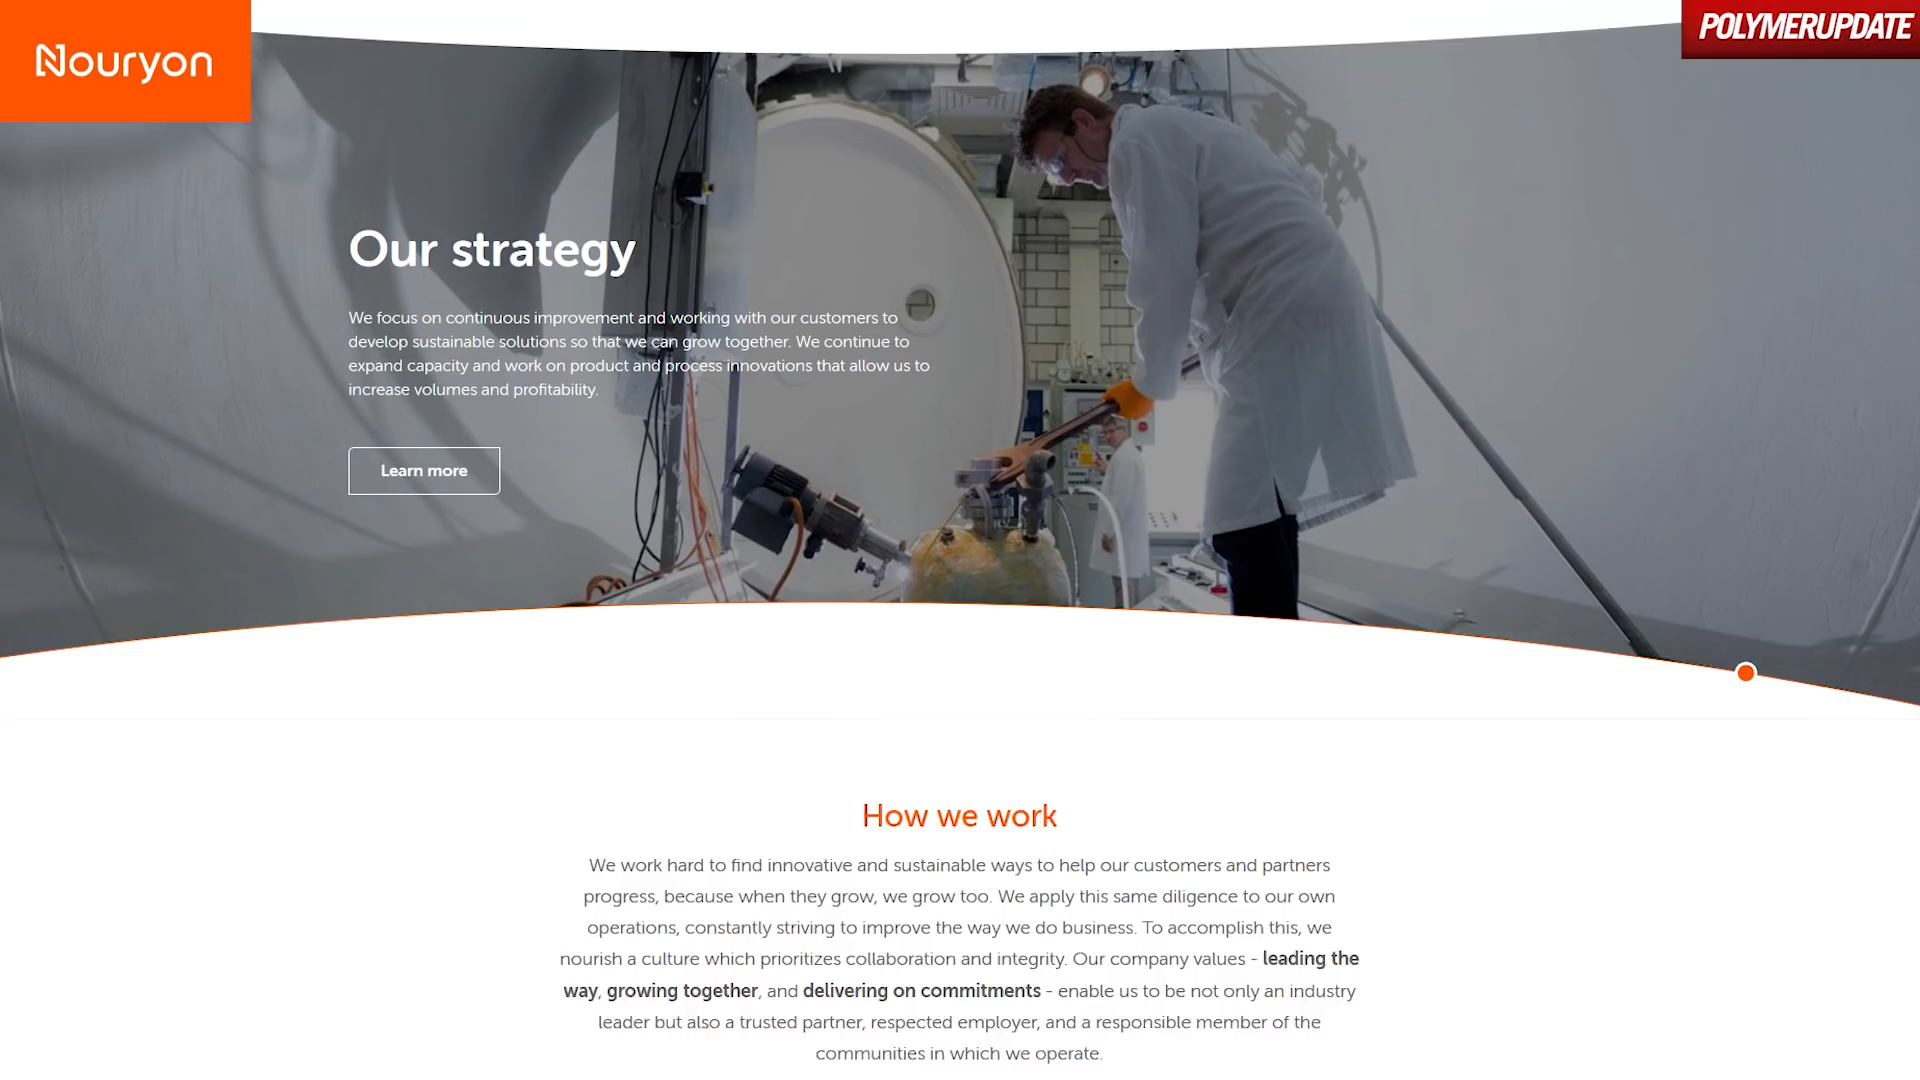 Nouryon
POLYMERUPDATE
Our strategy
We focus on continuous improvement and working with our customers to
develop sustainable solutions so that we can grow together. We continue to
expand capacity and work on product and process innovations that allow us to
increase volumes and profitability.
Learn more
How we work
We work hard to find innovative and sustainable ways to help our customers and partners
progress, because when they grow, we grow too. We apply this same diligence to our own
operations, constantly striving to improve the way we do business. To accomplish this, we
nourish a culture which prioritizes collaboration and integrity. Our company values - leading the
way, growing together, and delivering on commitments - enable us to be not only an industry
leader but also a trusted partner, respected employer, and a responsible member of the
communities in which we operate.